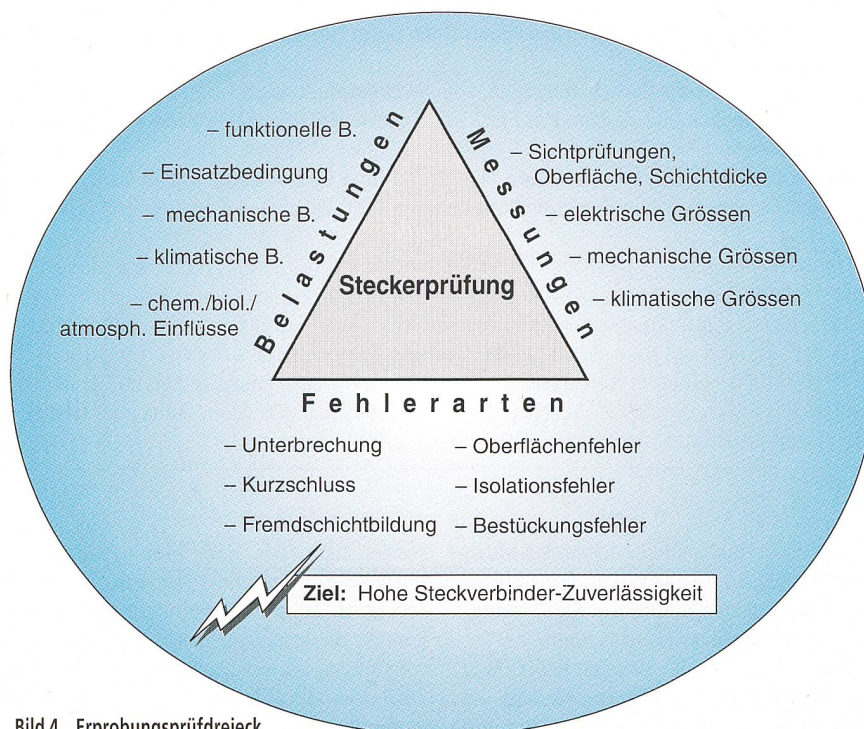 Belastungen
– funktionelle B.
– Einsatzbedingung
– mechanische B.
– klimatische B.
– chem./biol./
atmosph. Einflüsse
Messungen
– Sichtprüfungen,
Oberfläche, Schichtdicke
– elektrische Grössen
– mechanische Grössen
– klimatische Grössen
Steckerprüfung
Fehlerarten
– Unterbrechung
– Kurzschluss
– Fremdschichtbildung
– Oberflächenfehler
– Isolationsfehler
– Bestückungsfehler
Ziel: Hohe Steckverbinder-Zuverlässigkeit
Bild 4 Erprobungsprüfdreieck